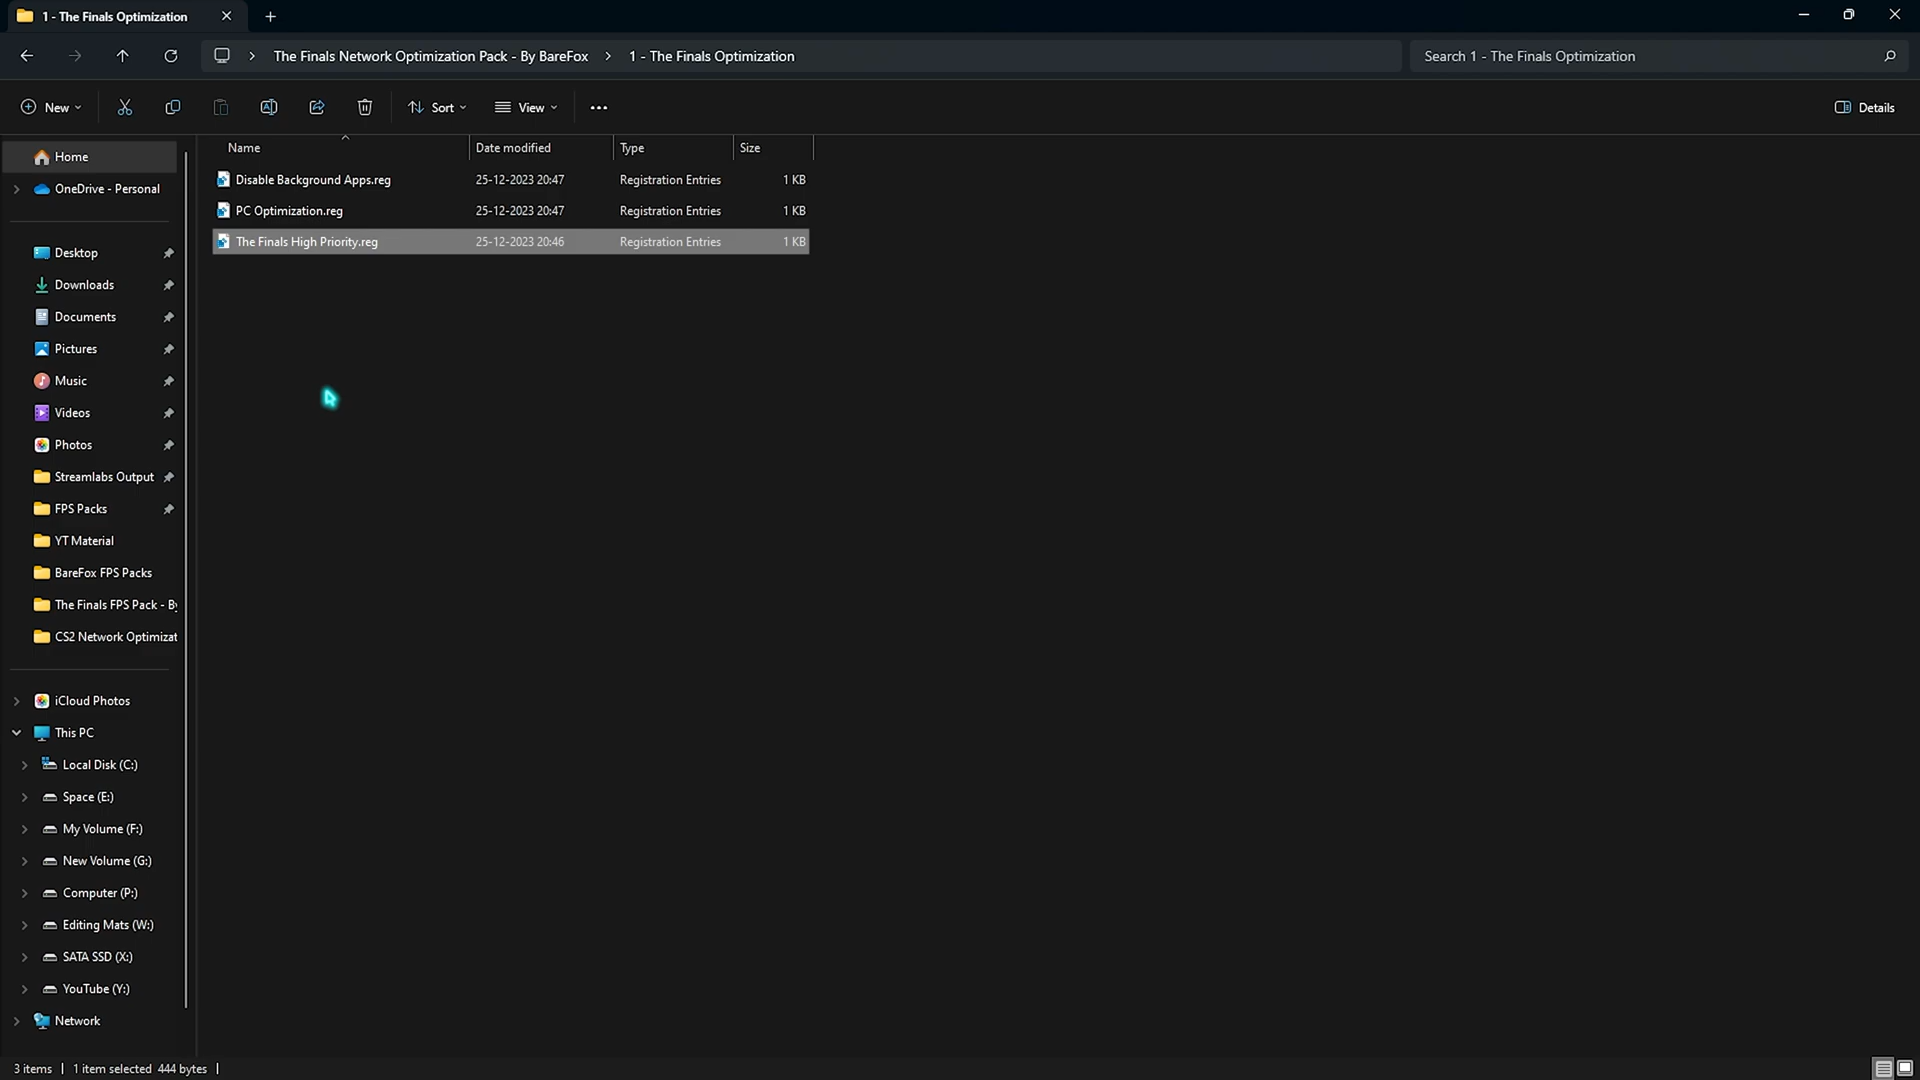 1 - The Finals Optimization
The Finals Network Optimization Pack - By BareFox > 1 - The Finals Optimization
Search 1 - The Finals Optimization
New Sort View ••• Details
Name Date modified Type Size
Disable Background Apps.reg 25-12-2023 20:47 Registration Entries 1 KB
PC Optimization.reg 25-12-2023 20:47 Registration Entries 1 KB
The Finals High Priority.reg 25-12-2023 20:46 Registration Entries 1 KB
Home
OneDrive - Personal
Desktop
Downloads
Documents
Pictures
Music
Videos
Photos
Streamlabs Output
FPS Packs
YT Material
BareFox FPS Packs
The Finals FPS Pack - By
CS2 Network Optimizat
iCloud Photos
This PC
Local Disk (C:)
Space (E:)
My Volume (F:)
New Volume (G:)
Computer (P:)
Editing Mats (W:)
SATA SSD (X:)
YouTube (Y:)
Network
3 items | 1 item selected 444 bytes |